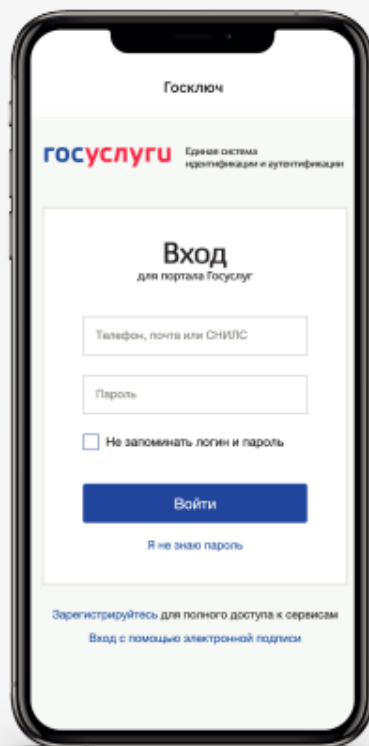 Госключ
госуслуги
Единая система
идентификации и аутентификации
Вход
для портала Госуслуг
Телефон, почта или СНИЛС
Пароль
Не запоминать логин и пароль
Войти
Я не знаю пароль
Зарегистрируйтесь для полного доступа к сервисам
Вход с помощью электронной подписи